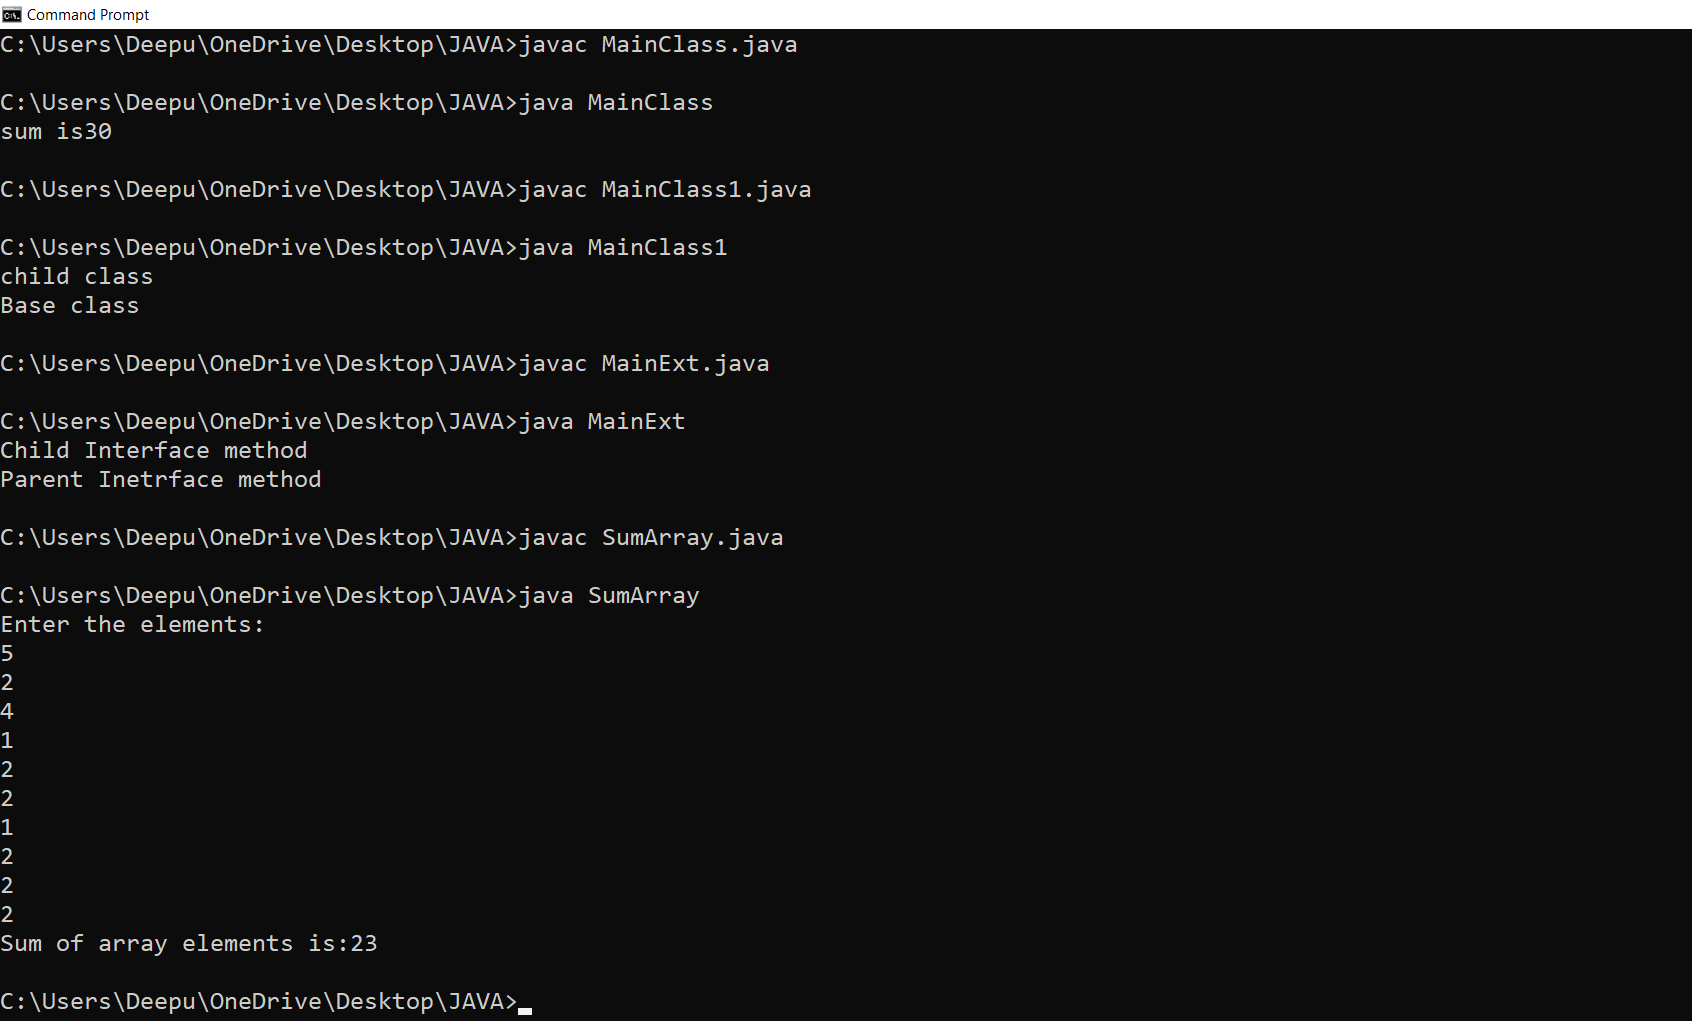 Command Prompt
C:\Users\Deepu\OneDrive\Desktop\JAVA>javac MainClass.java
C:\Users\Deepu\OneDrive\Desktop\JAVA>java MainClass
sum is30
C:\Users\Deepu\OneDrive\Desktop\JAVA>javac MainClass1.java
C:\Users\Deepu\OneDrive\Desktop\JAVA>java MainClass1
child class
Base class
C:\Users\Deepu\OneDrive\Desktop\JAVA>javac MainExt.java
C:\Users\Deepu\OneDrive\Desktop\JAVA>java MainExt
Child Interface method
Parent Inetrface method
C:\Users\Deepu\OneDrive\Desktop\JAVA>javac SumArray.java
C:\Users\Deepu\OneDrive\Desktop\JAVA>java SumArray
Enter the elements:
5
2
4
1
2
2
1
2
2
2
Sum of array elements is:23
C:\Users\Deepu\OneDrive\Desktop\JAVA>